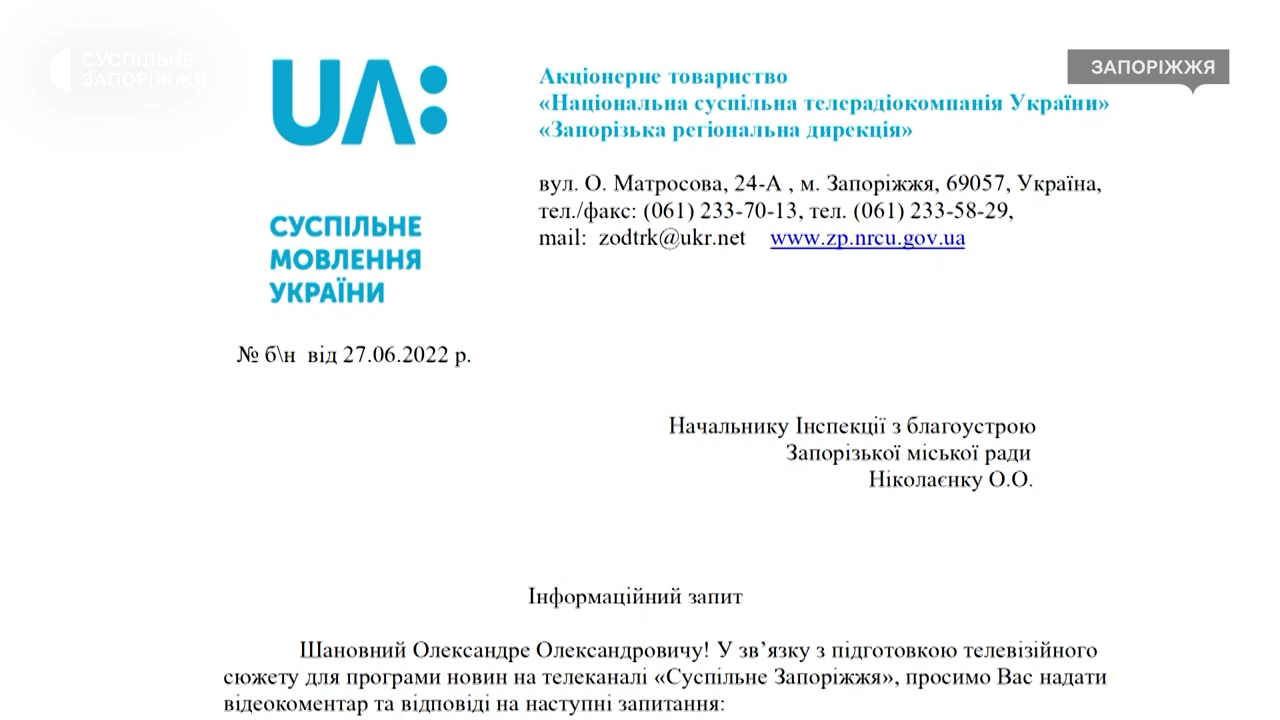 СУСПІЛЬНЕ
ЗАПОРІЖЖЯ
ЗАПОРІЖЖЯ
UA:
СУСПІЛЬНЕ
МОВЛЕННЯ
УКРАЇНИ
Акціонерне товариство
«Національна суспільна телерадіокомпанія України»
«Запорізька регіональна дирекція»
вул. О. Матросова, 24-А , м. Запоріжжя, 69057, Україна,
тел./факс: (061) 233-70-13, тел. (061) 233-58-29,
mail: zodtrk@ukr.net www.zp.nrcu.gov.ua
№ б\н від 27.06.2022 р.
Начальнику Інспекції з благоустрою
Запорізької міської ради
Ніколаєнку О.О.
Інформаційний запит
Шановний Олександре Олександровичу! У зв’язку з підготовкою телевізійного
сюжету для програми новин на телеканалі «Суспільне Запоріжжя», просимо Вас надати
відеокоментар та відповіді на наступні запитання: